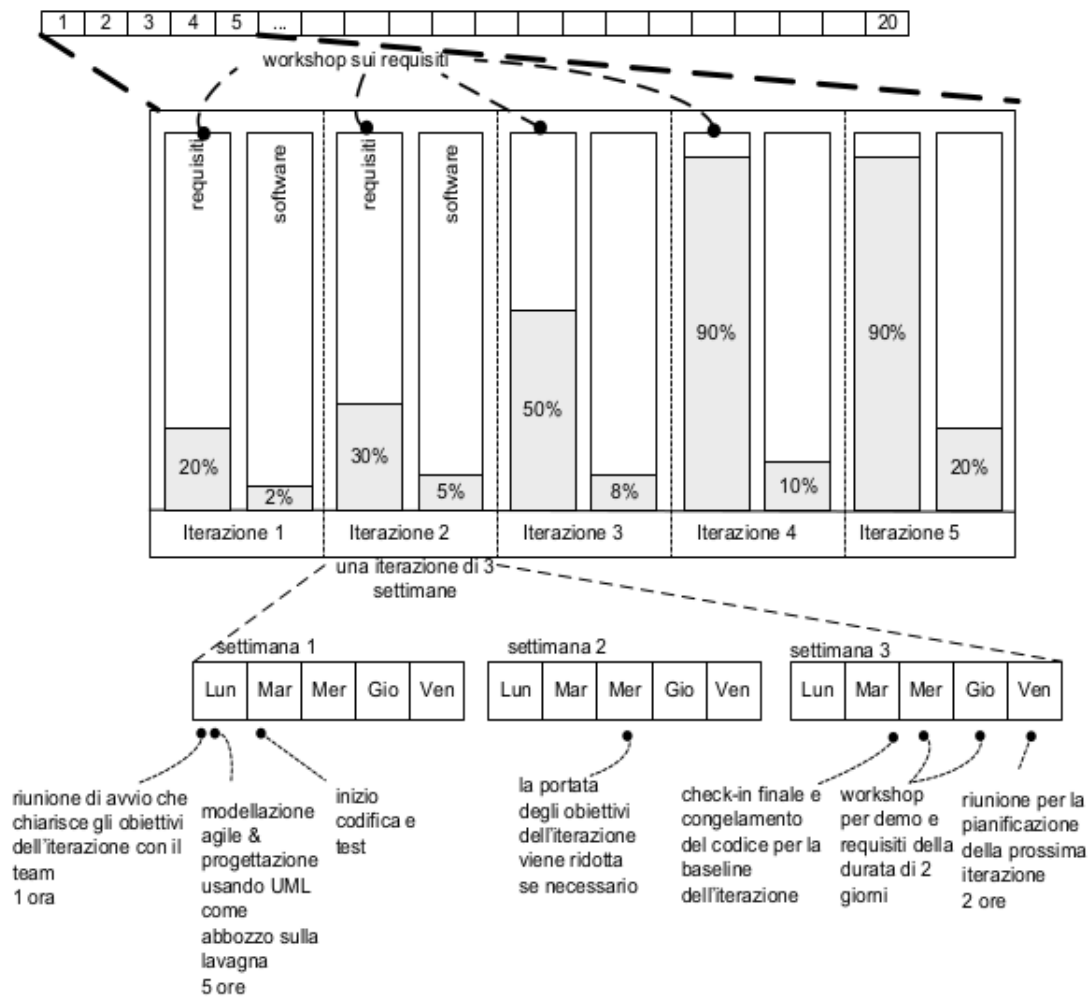 1 2 3 4 5 ... 20
workshop sui requisiti
requisiti
software
requisiti
software
20%
2%
30%
5%
50%
8%
90%
10%
90%
20%
Iterazione 1
Iterazione 2
Iterazione 3
Iterazione 4
Iterazione 5
una iterazione di 3
settimane
settimana 1
Lun Mar Mer Gio Ven
settimana 2
Lun Mar Mer Gio Ven
settimana 3
Lun Mar Mer Gio Ven
riunione di avvio che
chiarisce gli obiettivi
dell'iterazione con il
team
1 ora
modellazione
agile &
progettazione
usando UML
come
abbozzo sulla
lavagna
5 ore
inizio
codifica e
test
la portata
degli obiettivi
dell'iterazione
viene ridotta
se necessario
check-in finale e
congelamento
del codice per la
baseline
dell'iterazione
workshop
per demo e
requisiti della
durata di 2
giorni
riunione per la
pianificazione
della prossima
iterazione
2 ore